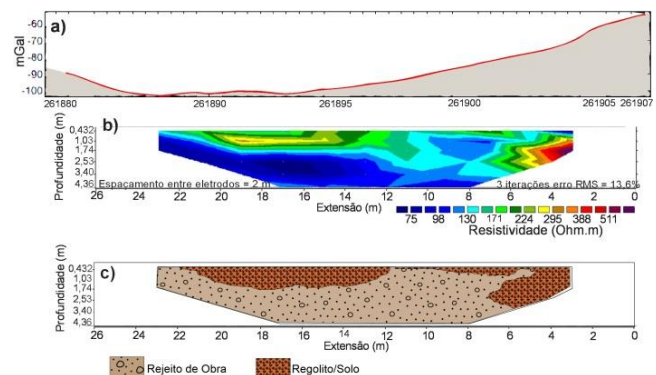 a)
mGal
-60
-70
-80
-90
-100
261880 261890 261895 261900 261905 261907
b)
Profundidade (m)
0,432
1,03
1,74
2,53
3,40
4,36
Espaçamento entre eletrodos = 2 m
3 iterações erro RMS = 13.6%
26 24 22 20 18 16 14 12 10 8 6 4 2 0
Extensão (m)
75 98 130 171 224 295 388 511
Resistividade (Ohm.m)
c)
Profundidade (m)
0,432
1,03
1,74
2,53
3,40
4,36
26 24 22 20 18 16 14 12 10 8 6 4 2 0
Extensão (m)
Rejeito de Obra
Regolito/Solo